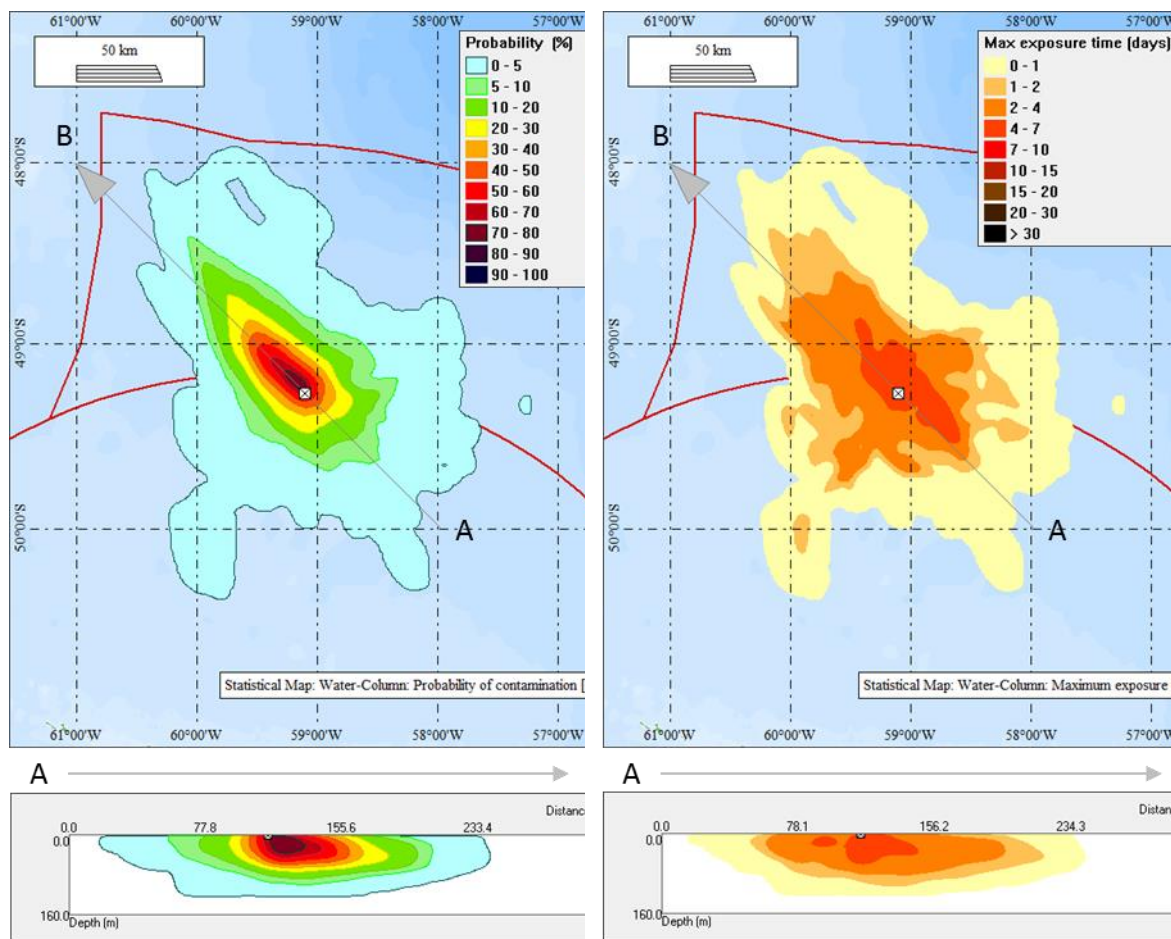 61°00'W 60°00'W 59°00'W 58°00'W 57°00'W
50 km
Probability (%)
0 - 5
5 - 10
10 - 20
20 - 30
30 - 40
40 - 50
50 - 60
60 - 70
70 - 80
80 - 90
90 - 100
B
48°00'S
49°00'S
50°00'S
A
Statistical Map: Water-Column: Probability of contamination [
61°00'W 60°00'W 59°00'W 58°00'W 57°00'W
A
Distanc
0.0 77.8 155.6 233.4
0.0
160.0
Depth (m)
61°00'W 60°00'W 59°00'W 58°00'W 57°00'W
50 km
Max exposure time (days)
0 - 1
1 - 2
2 - 4
4 - 7
7 - 10
10 - 15
15 - 20
20 - 30
> 30
B
48°00'S
49°00'S
50°00'S
A
Statistical Map: Water-Column: Maximum exposure
61°00'W 60°00'W 59°00'W 58°00'W 57°00'W
A
Distanc
0.0 78.1 156.2 234.3
0.0
160.0
Depth (m)